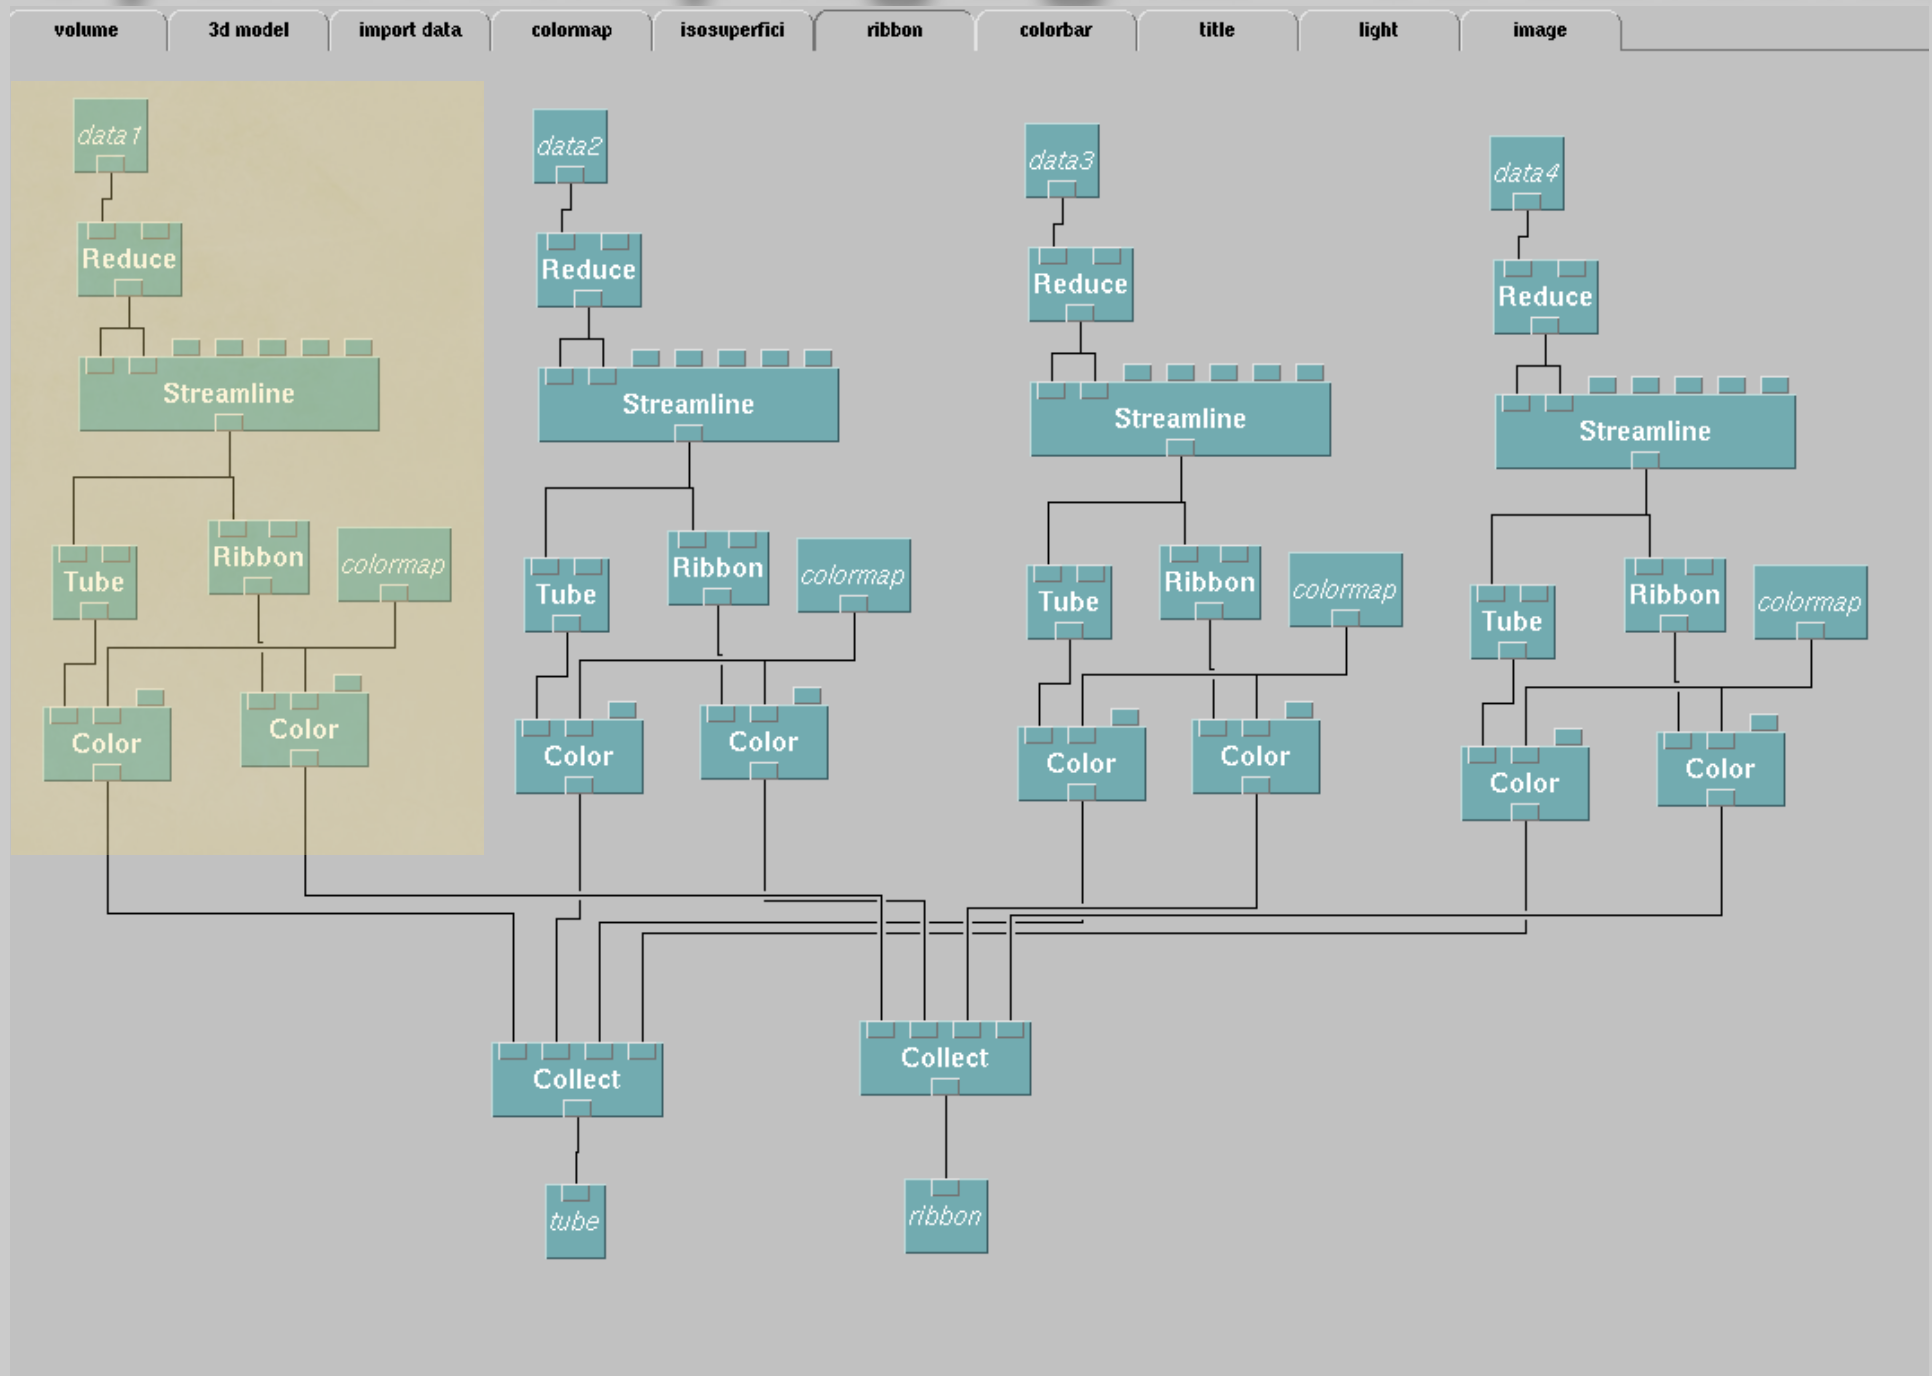 volume
3d model
import data
colormap
isosuperfici
ribbon
colorbar
title
light
image
data1
Reduce
Streamline
Tube
Ribbon
colormap
Color
Color
data2
Reduce
Streamline
Tube
Ribbon
colormap
Color
Color
data3
Reduce
Streamline
Tube
Ribbon
colormap
Color
Color
data4
Reduce
Streamline
Tube
Ribbon
colormap
Color
Color
Collect
Collect
tube
ribbon